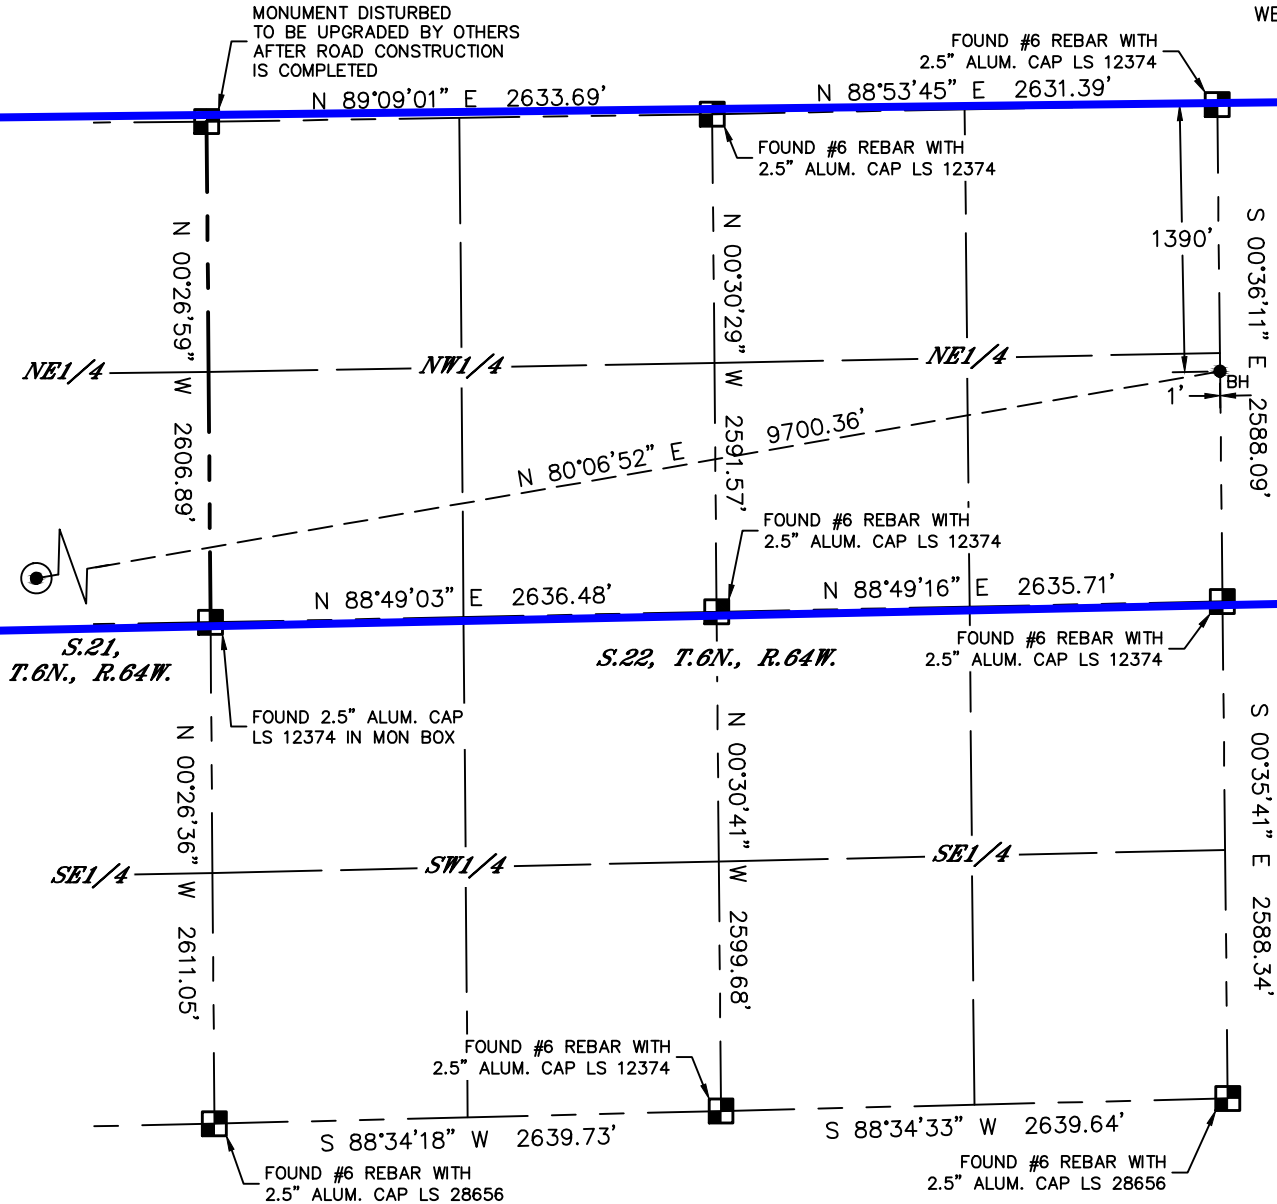 MONUMENT DISTURBED
TO BE UPGRADED BY OTHERS
AFTER ROAD CONSTRUCTION
IS COMPLETED
WE
FOUND #6 REBAR WITH
2.5" ALUM. CAP LS 12374
N 89°09'01" E 2633.69'
N 88°53'45" E 2631.39'
FOUND #6 REBAR WITH
2.5" ALUM. CAP LS 12374
N 00°26'59" W 2606.89'
N 00°30'29" W 2591.57'
1390'
S 00°36'11" E 2588.09'
NE1/4
NW1/4
NE1/4
BH
1'
N 80°06'52" E 9700.36'
FOUND #6 REBAR WITH
2.5" ALUM. CAP LS 12374
N 88°49'03" E 2636.48'
N 88°49'16" E 2635.71'
S.21,
T.6N., R.64W.
S.22, T.6N., R.64W.
FOUND #6 REBAR WITH
2.5" ALUM. CAP LS 12374
FOUND 2.5" ALUM. CAP
LS 12374 IN MON BOX
N 00°26'36" W 2611.05'
N 00°30'41" W 2599.68'
S 00°35'41" E 2588.34'
SE1/4
SW1/4
SE1/4
FOUND #6 REBAR WITH
2.5" ALUM. CAP LS 12374
S 88°34'18" W 2639.73'
S 88°34'33" W 2639.64'
FOUND #6 REBAR WITH
2.5" ALUM. CAP LS 28656
FOUND #6 REBAR WITH
2.5" ALUM. CAP LS 28656